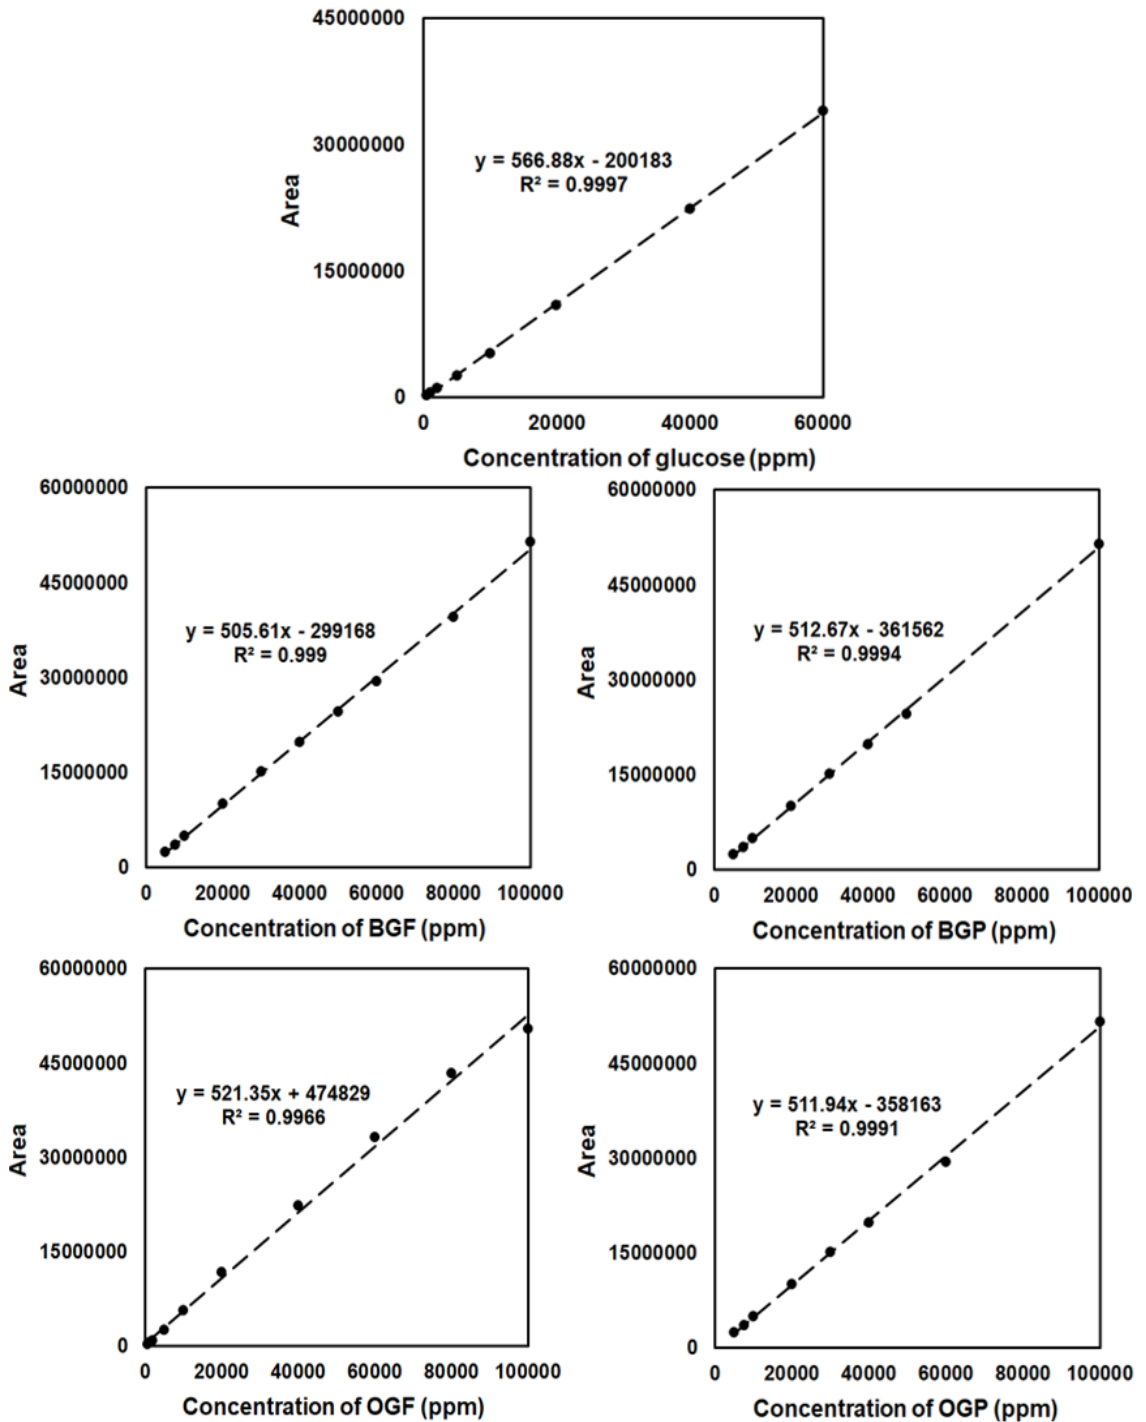 45000000
30000000
15000000
0
Area
y = 566.88x - 200183
R² = 0.9997
0 20000 40000 60000
Concentration of glucose (ppm)
60000000
45000000
30000000
15000000
0
Area
y = 505.61x - 299168
R² = 0.999
0 20000 40000 60000 80000 100000
Concentration of BGF (ppm)
60000000
45000000
30000000
15000000
0
Area
y = 512.67x - 361562
R² = 0.9994
0 20000 40000 60000 80000 100000
Concentration of BGP (ppm)
60000000
45000000
30000000
15000000
0
Area
y = 521.35x + 474829
R² = 0.9966
0 20000 40000 60000 80000 100000
Concentration of OGF (ppm)
60000000
45000000
30000000
15000000
0
Area
y = 511.94x - 358163
R² = 0.9991
0 20000 40000 60000 80000 100000
Concentration of OGP (ppm)